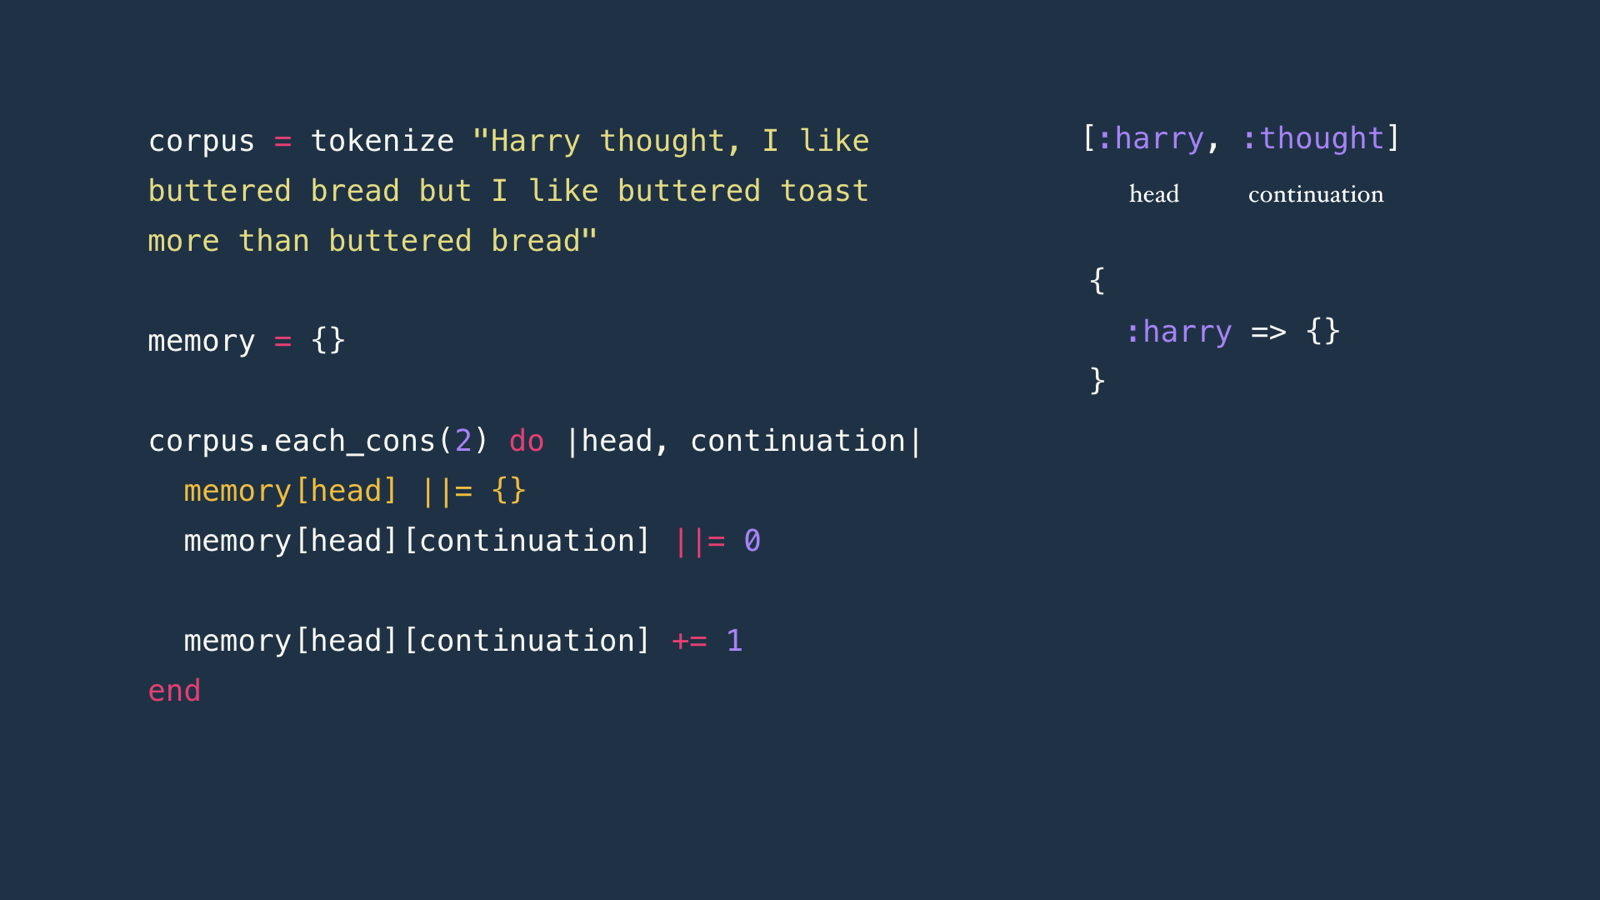 corpus = tokenize "Harry thought, I like
buttered bread but I like buttered toast
more than buttered bread"
memory = {}
corpus.each_cons(2) do |head, continuation|
  memory[head] ||= {}
  memory[head][continuation] ||= 0
  memory[head][continuation] += 1
end
[:harry, :thought]
head continuation
{
  :harry => {}
}